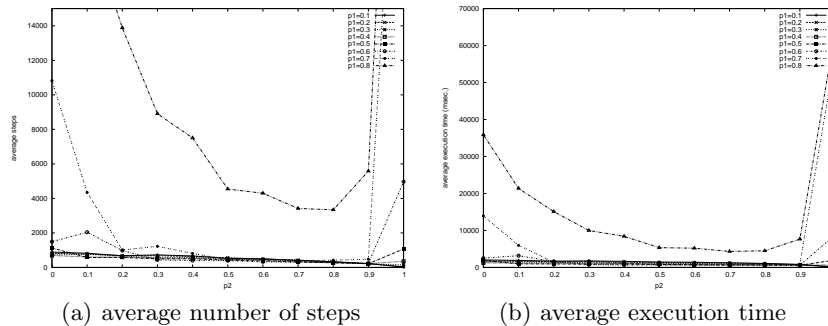 14000
12000
10000
8000
6000
4000
2000
0
average steps
0 0.1 0.2 0.3 0.4 0.5 0.6 0.7 0.8 0.9 1
p2
p1=0.1
p1=0.2
p1=0.3
p1=0.4
p1=0.5
p1=0.6
p1=0.7
p1=0.8
(a) average number of steps
70000
60000
50000
40000
30000
20000
10000
0
average execution time (msec.)
0 0.1 0.2 0.3 0.4 0.5 0.6 0.7 0.8 0.9
p2
p1=0.1
p1=0.2
p1=0.3
p1=0.4
p1=0.5
p1=0.6
p1=0.7
p1=0.8
(b) average execution time